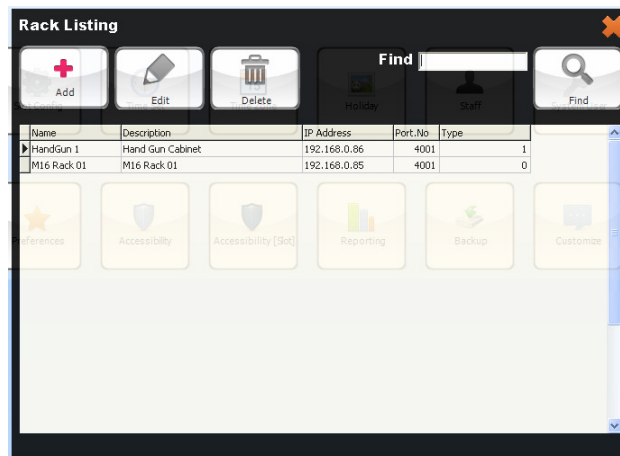 Rack Listing
Add
Edit
Delete
Find
Find
Holiday
Staff
Name Description IP Address Port.No Type
HandGun 1 Hand Gun Cabinet 192.168.0.86 4001 1
M16 Rack 01 M16 Rack 01 192.168.0.85 4001 0
Preferences Accessibility Accessibility [Slot] Reporting Backup Customize